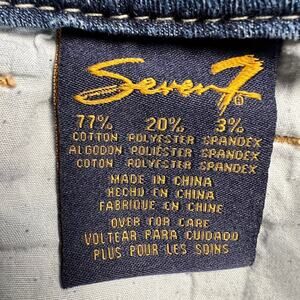 Seven7
77% 20% 3%
COTTON POLYESTER SPANDEX
ALGODON POLYESTER SPANDEX
COTON POLYESTER SPANDEX
MADE IN CHINA
HECHO EN CHINA
FABRIQUE EN CHINE
OVER FOR CARE
VOLTEAR PARA CUIDADO
PLUS POUR LES SOINS